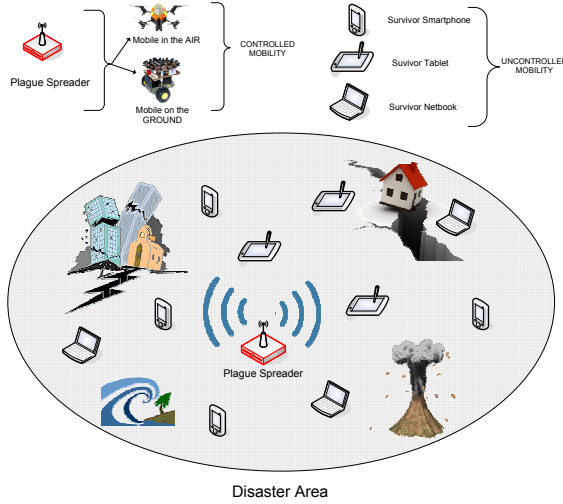 Mobile in the AIR
Plague Spreader
Mobile on the
GROUND
CONTROLLED
MOBILITY
Survivor Smartphone
Suvivor Tablet
Survivor Netbook
UNCONTROLLED
MOBILITY
Plague Spreader
Disaster Area